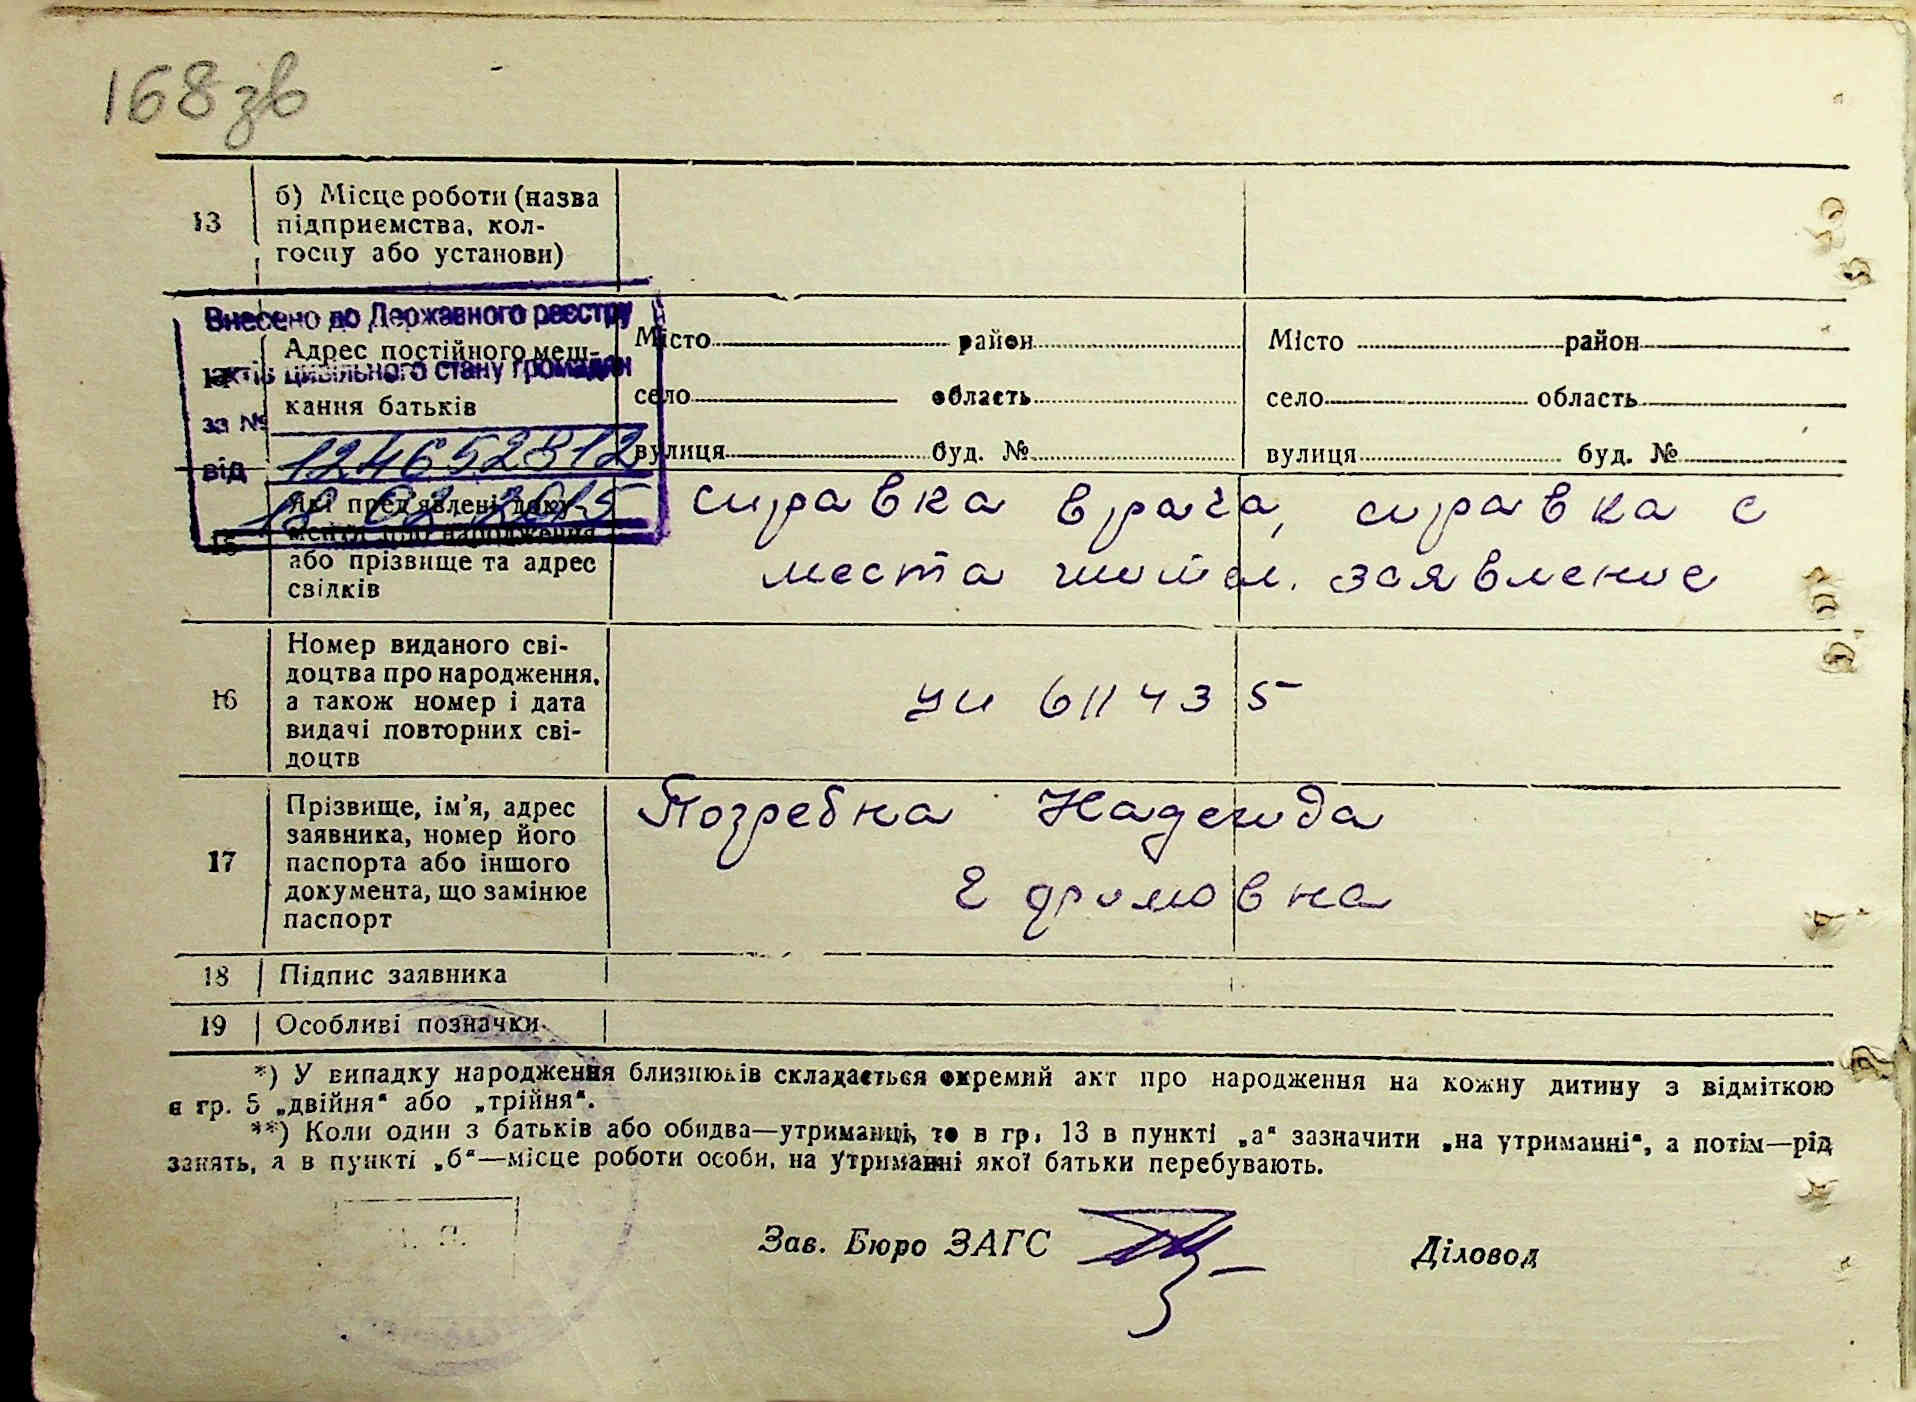 168зв
13 б) Місце роботи (назва
підприємства, кол-
госпу або установи)
Внесено до Державного реєстру
актів цивільного стану громадян
за № 124652812
від 18 02 2015
Адрес постійного меш-
кання батьків
Місто район
село область
вулиця буд. №
Місто район
село область
вулиця буд. №
15 Які пред'явлені доку-
менти про народження
або прізвище та адрес
свідків
справка врача, справка с
места жител. заявление
16 Номер виданого сві-
доцтва про народження,
а також номер і дата
видачі повторних сві-
доцтв
611435
17 Прізвище, ім'я, адрес
заявника, номер його
паспорта або іншого
документа, що замінює
паспорт
Погребна Надежда
18 Підпис заявника
19 Особливі позначки
*) У випадку народження близнюків складається окремий акт про народження на кожну дитину з відміткою
в гр. 5 „двійня“ або „трійня“.
**) Коли один з батьків або обидва—утриманці, то в гр. 13 в пункті „а“ зазначити „на утриманні“, а потім—рід
занять, а в пункті „б“—місце роботи особи, на утриманні якої батьки перебувають.
Зав. Бюро ЗАГС Діловод